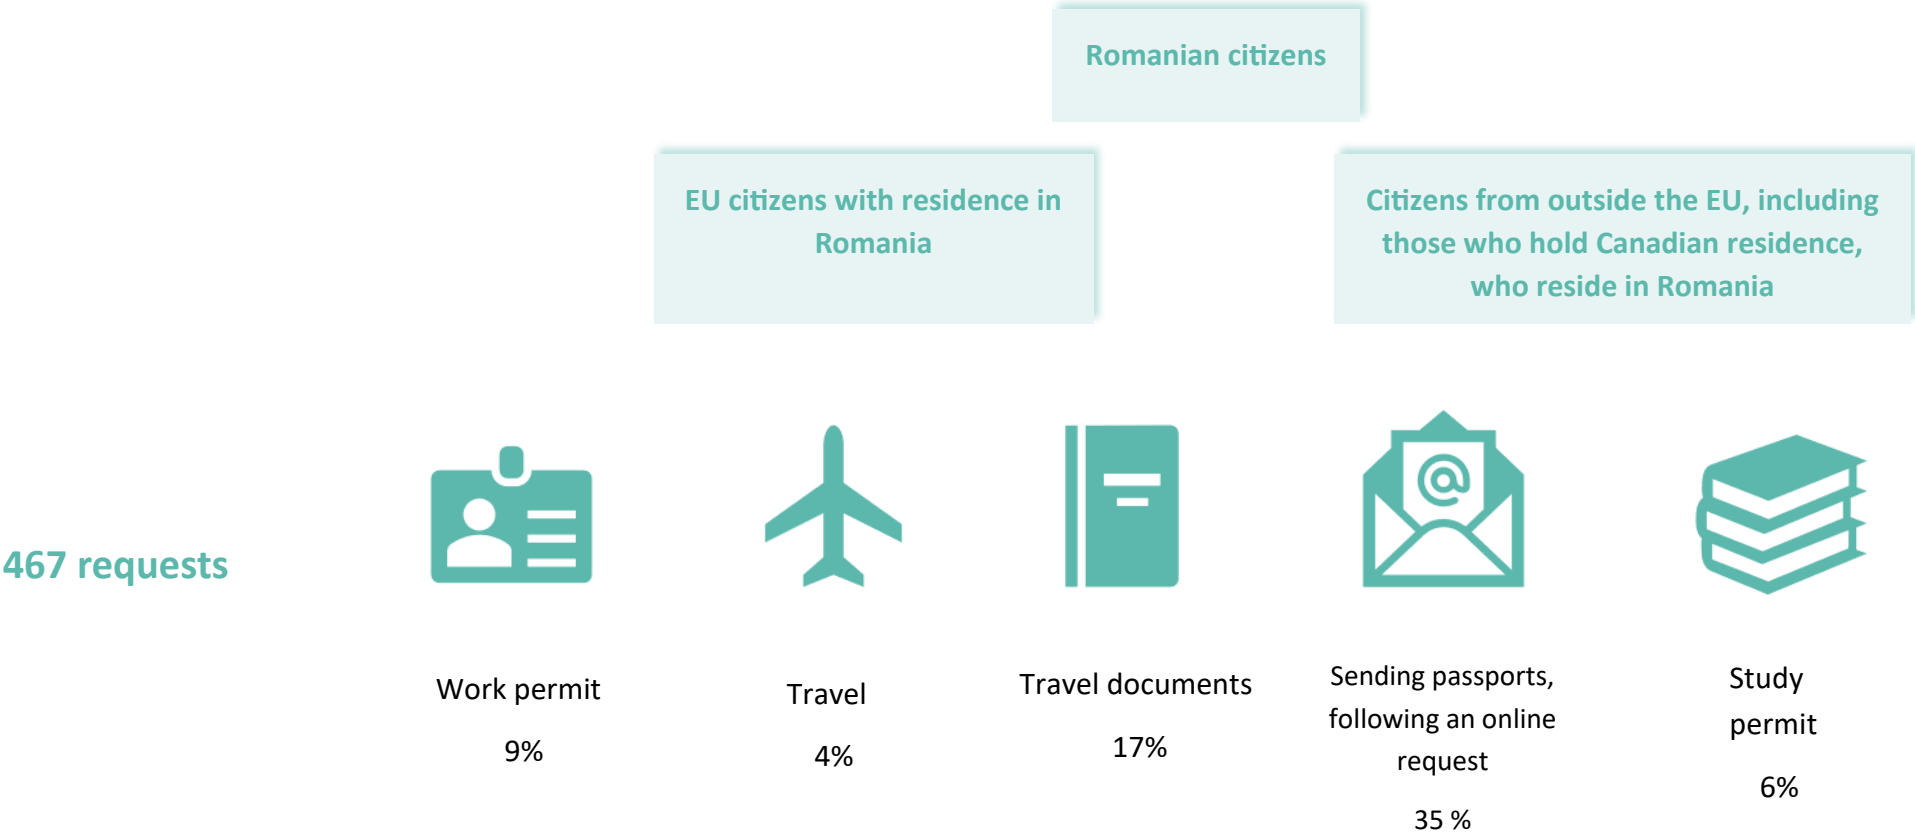 Romanian citizens
EU citizens with residence in
Romania
Citizens from outside the EU, including
those who hold Canadian residence,
who reside in Romania
467 requests
Work permit
9%
Travel
4%
Travel documents
17%
Sending passports,
following an online
request
35 %
Study
permit
6%